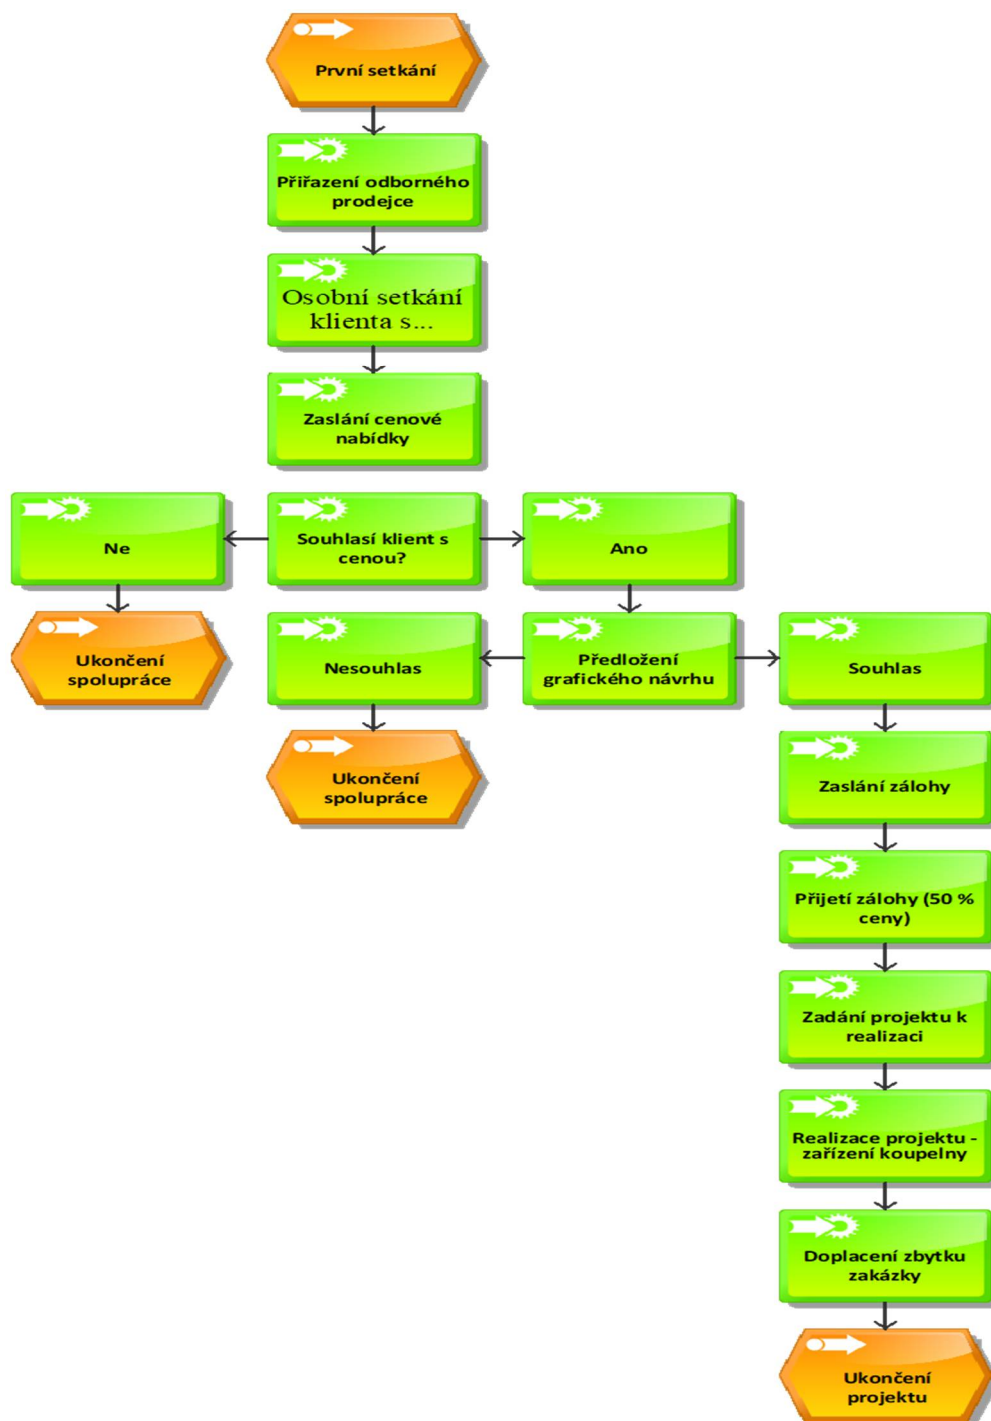 První setkání
Přiřazení odborného
prodejce
Osobní setkání
klienta s...
Zaslání cenové
nabídky
Ne
Souhlasí klient s
cenou?
Ano
Ukončení
spolupráce
Nesouhlas
Předložení
grafického návrhu
Souhlas
Ukončení
spolupráce
Zaslání zálohy
Přijetí zálohy (50 %
ceny)
Zadání projektu k
realizaci
Realizace projektu -
zařízení koupelny
Doplacení zbytku
zakázky
Ukončení
projektu